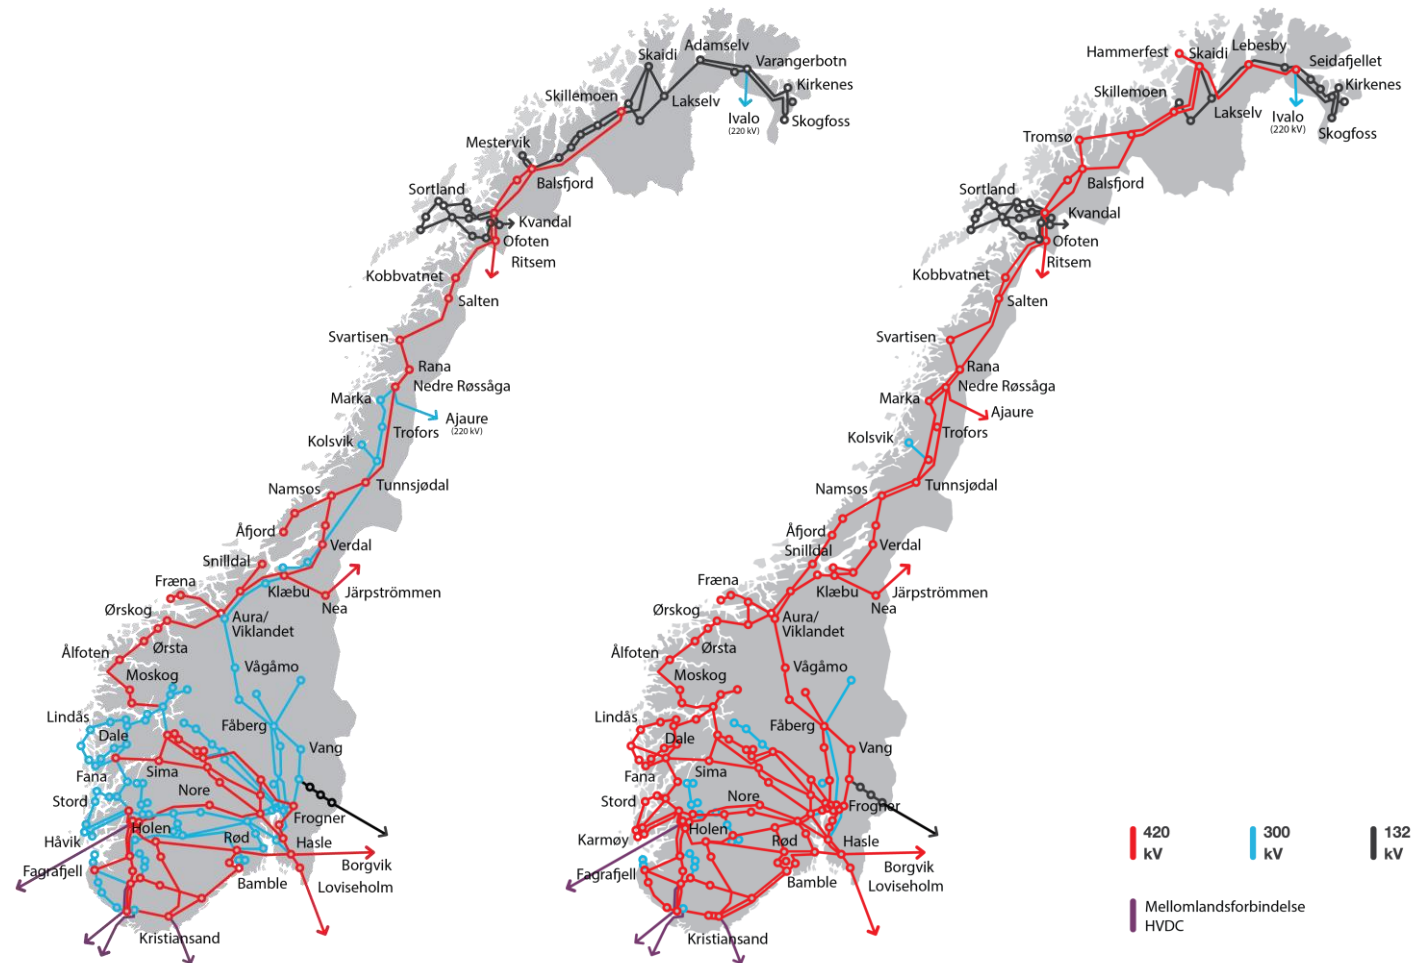 Adamselv
Skaidi
Varangerbotn
Skillemoen
Kirkenes
Lakselv
Ivalo
(220 kV)
Skogfoss
Mestervik
Balsfjord
Sortland
Kvandal
Ofoten
Ritsem
Kobbvatnet
Salten
Svartisen
Rana
Nedre Røssåga
Marka
Ajaure
(220 kV)
Trofors
Kolsvik
Tunnsjødal
Namsos
Åfjord
Verdal
Snilldal
Fræna
Klæbu
Järpströmmen
Nea
Ørskog
Aura/
Viklandet
Ørsta
Ålfoten
Vågåmo
Moskog
Lindås
Dale
Fåberg
Vang
Fana
Sima
Nore
Stord
Frogner
Holen
Rød
Hasle
Håvik
Borgvik
Fagrafjell
Bamble
Loviseholm
Kristiansand
Hammerfest
Skaidi
Lebesby
Seidafjellet
Skillemoen
Kirkenes
Lakselv
Ivalo
(220 kV)
Skogfoss
Tromsø
Balsfjord
Sortland
Kvandal
Ofoten
Ritsem
Kobbvatnet
Salten
Svartisen
Rana
Nedre Røssåga
Marka
Ajaure
Trofors
Kolsvik
Tunnsjødal
Namsos
Åfjord
Snilldal
Verdal
Fræna
Klæbu
Järpströmmen
Nea
Ørskog
Aura/
Viklandet
Ørsta
Ålfoten
Vågåmo
Moskog
Lindås
Dale
Fåberg
Vang
Fana
Sima
Nore
Stord
Frogner
Karmøy
Holen
Rød
Hasle
Borgvik
Fagrafjell
Bamble
Loviseholm
Kristiansand
420
kV
300
kV
132
kV
Mellomlandsforbindelse
HVDC